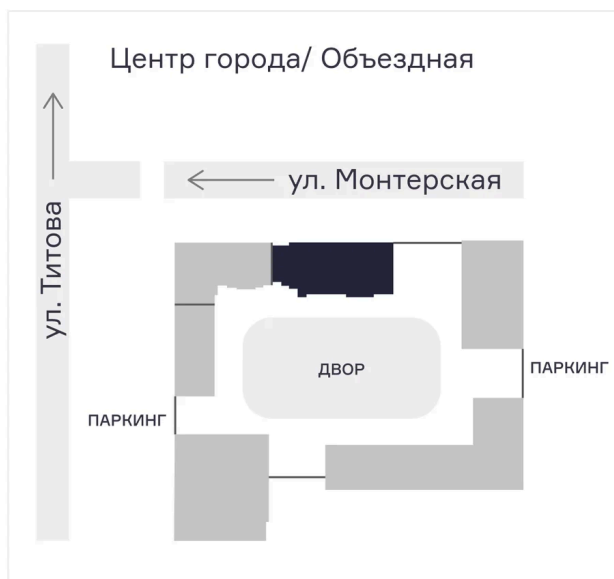 Центр города/ Объездная
ул. Монтерская
ул. Титова
ДВОР
ПАРКИНГ
ПАРКИНГ